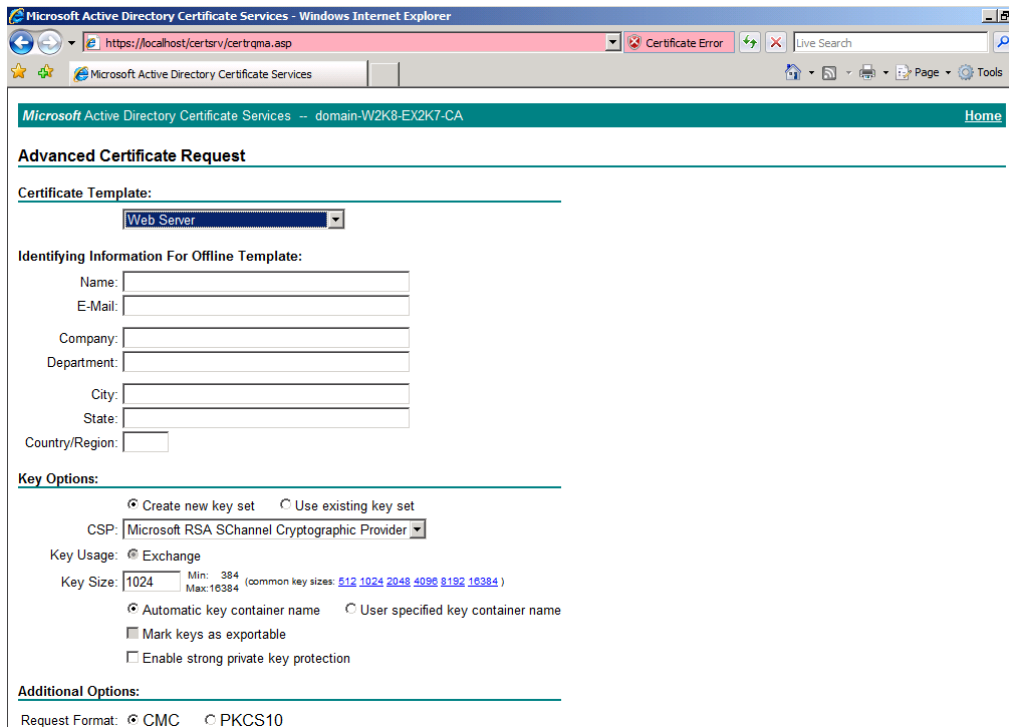 Microsoft Active Directory Certificate Services - Windows Internet Explorer
https://localhost/certsrv/certrqma.asp
Certificate Error
Live Search
Microsoft Active Directory Certificate Services
Page
Tools
Microsoft Active Directory Certificate Services -- domain-W2K8-EX2K7-CA
Home
Advanced Certificate Request
Certificate Template:
Web Server
Identifying Information For Offline Template:
Name:
E-Mail:
Company:
Department:
City:
State:
Country/Region:
Key Options:
Create new key set Use existing key set
CSP: Microsoft RSA SChannel Cryptographic Provider
Key Usage: Exchange
Key Size: 1024 Min: 384 Max:16384 (common key sizes: 512 1024 2048 4096 8192 16384 )
Automatic key container name User specified key container name
Mark keys as exportable
Enable strong private key protection
Additional Options:
Request Format: CMC PKCS10